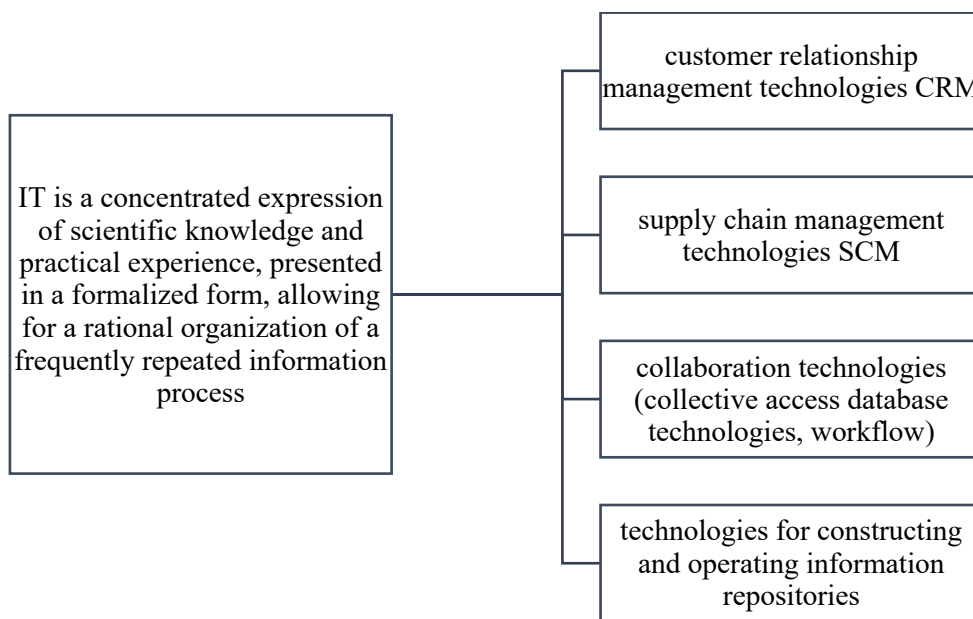 IT is a concentrated expression
of scientific knowledge and
practical experience, presented
in a formalized form, allowing
for a rational organization of a
frequently repeated information
process
customer relationship
management technologies CRM
supply chain management
technologies SCM
collaboration technologies
(collective access database
technologies, workflow)
technologies for constructing
and operating information
repositories